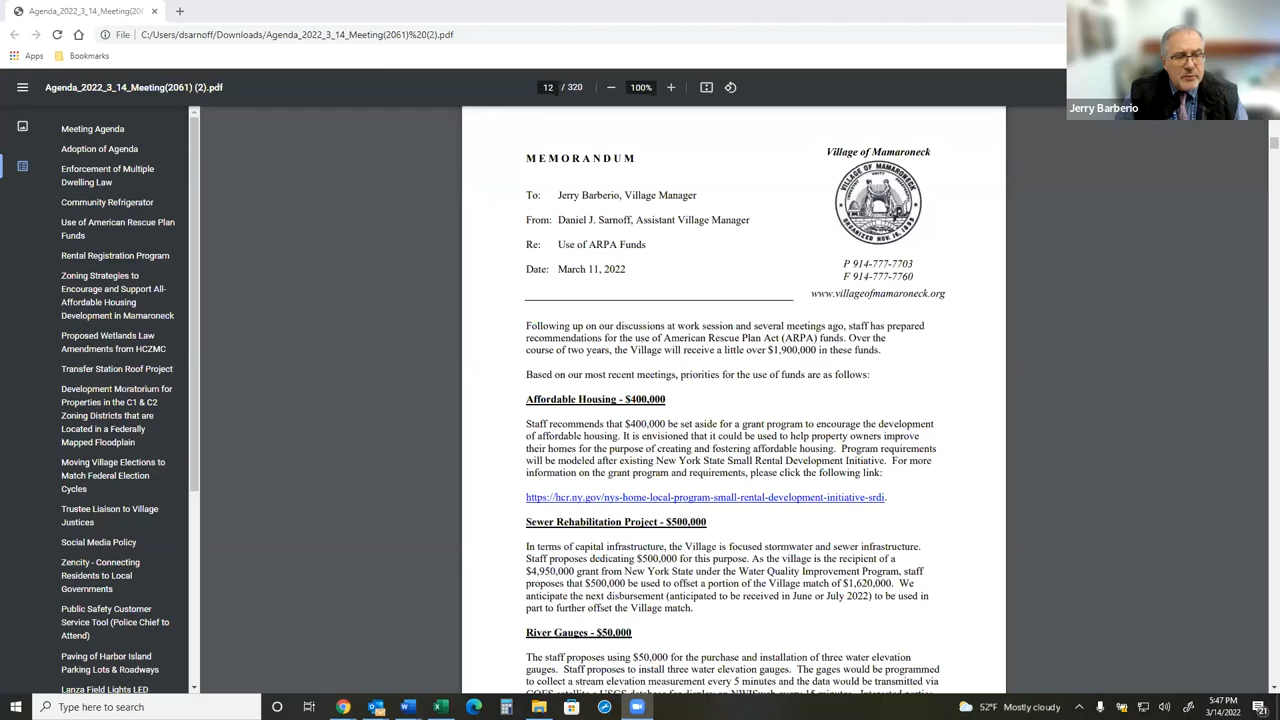 Agenda_2022_3_14_Meeting(206
File
C:/Users/dsarnoff/Downloads/Agenda_2022_3_14_Meeting(2061)%20(2).pdf
Apps
Bookmarks
Agenda_2022_3_14_Meeting(2061) (2).pdf
12 / 320
100%
Jerry Barberio
Meeting Agenda
Adoption of Agenda
Enforcement of Multiple
Dwelling Law
Community Refrigerator
Use of American Rescue Plan
Funds
Rental Registration Program
Zoning Strategies to
Encourage and Support All-
Affordable Housing
Development in Mamaroneck
Proposed Wetlands Law
Amendments from HCZMC
Transfer Station Roof Project
Development Moratorium for
Properties in the C1 & C2
Zoning Districts that are
Located in a Federally
Mapped Floodplain
Moving Village Elections to
Match Federal Election
Cycles
Trustee Liaison to Village
Justices
Social Media Policy
Zencity - Connecting
Residents to Local
Governments
Public Safety Customer
Service Tool (Police Chief to
Attend)
Paving of Harbor Island
Parking Lots & Roadways
Lanza Field Lights LED
MEMORANDUM
To: Jerry Barberio, Village Manager
From: Daniel J. Sarnoff, Assistant Village Manager
Re: Use of ARPA Funds
Date: March 11, 2022
Village of Mamaroneck
VILLAGE OF MAMARONECK
ORGANIZED NOV. 16, 1895
P 914-777-7703
F 914-777-7760
www.villageofmamaroneck.org
Following up on our discussions at work session and several meetings ago, staff has prepared
recommendations for the use of American Rescue Plan Act (ARPA) funds. Over the
course of two years, the Village will receive a little over $1,900,000 in these funds.
Based on our most recent meetings, priorities for the use of funds are as follows:
Affordable Housing - $400,000
Staff recommends that $400,000 be set aside for a grant program to encourage the development
of affordable housing. It is envisioned that it could be used to help property owners improve
their homes for the purpose of creating and fostering affordable housing. Program requirements
will be modeled after existing New York State Small Rental Development Initiative. For more
information on the grant program and requirements, please click the following link:
https://hcr.ny.gov/nys-home-local-program-small-rental-development-initiative-srdi.
Sewer Rehabilitation Project - $500,000
In terms of capital infrastructure, the Village is focused stormwater and sewer infrastructure.
Staff proposes dedicating $500,000 for this purpose. As the village is the recipient of a
$4,950,000 grant from New York State under the Water Quality Improvement Program, staff
proposes that $500,000 be used to offset a portion of the Village match of $1,620,000. We
anticipate the next disbursement (anticipated to be received in June or July 2022) to be used in
part to further offset the Village match.
River Gauges - $50,000
The staff proposes using $50,000 for the purchase and installation of three water elevation
gauges. Staff proposes to install three water elevation gauges. The gages would be programmed
to collect a stream elevation measurement every 5 minutes and the data would be transmitted via
Type here to search
52°F Mostly cloudy
5:47 PM
3/14/2022
21